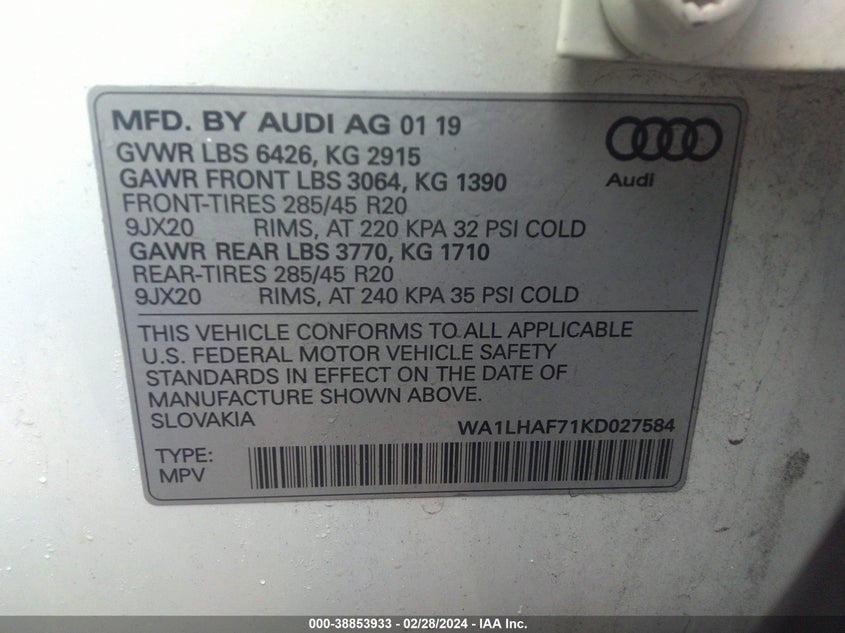 MFD. BY AUDI AG 01 19
GVWR LBS 6426, KG 2915
GAWR FRONT LBS 3064, KG 1390
FRONT-TIRES 285/45 R20
9JX20 RIMS, AT 220 KPA 32 PSI COLD
GAWR REAR LBS 3770, KG 1710
REAR-TIRES 285/45 R20
9JX20 RIMS, AT 240 KPA 35 PSI COLD
Audi
THIS VEHICLE CONFORMS TO ALL APPLICABLE
U.S. FEDERAL MOTOR VEHICLE SAFETY
STANDARDS IN EFFECT ON THE DATE OF
MANUFACTURE SHOWN ABOVE.
SLOVAKIA
WA1LHAF71KD027584
TYPE:
MPV
000-38853933 - 02/28/2024 - IAA Inc.